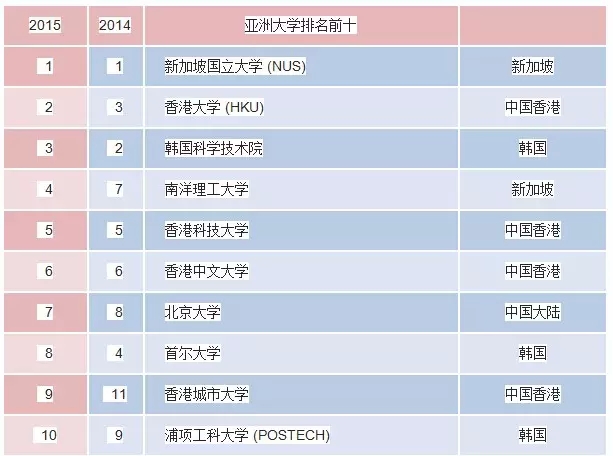 2015 2014 亚洲大学排名前十
1 1 新加坡国立大学 (NUS) 新加坡
2 3 香港大学 (HKU) 中国香港
3 2 韩国科学技术院 韩国
4 7 南洋理工大学 新加坡
5 5 香港科技大学 中国香港
6 6 香港中文大学 中国香港
7 8 北京大学 中国大陆
8 4 首尔大学 韩国
9 11 香港城市大学 中国香港
10 9 浦项工科大学 (POSTECH) 韩国